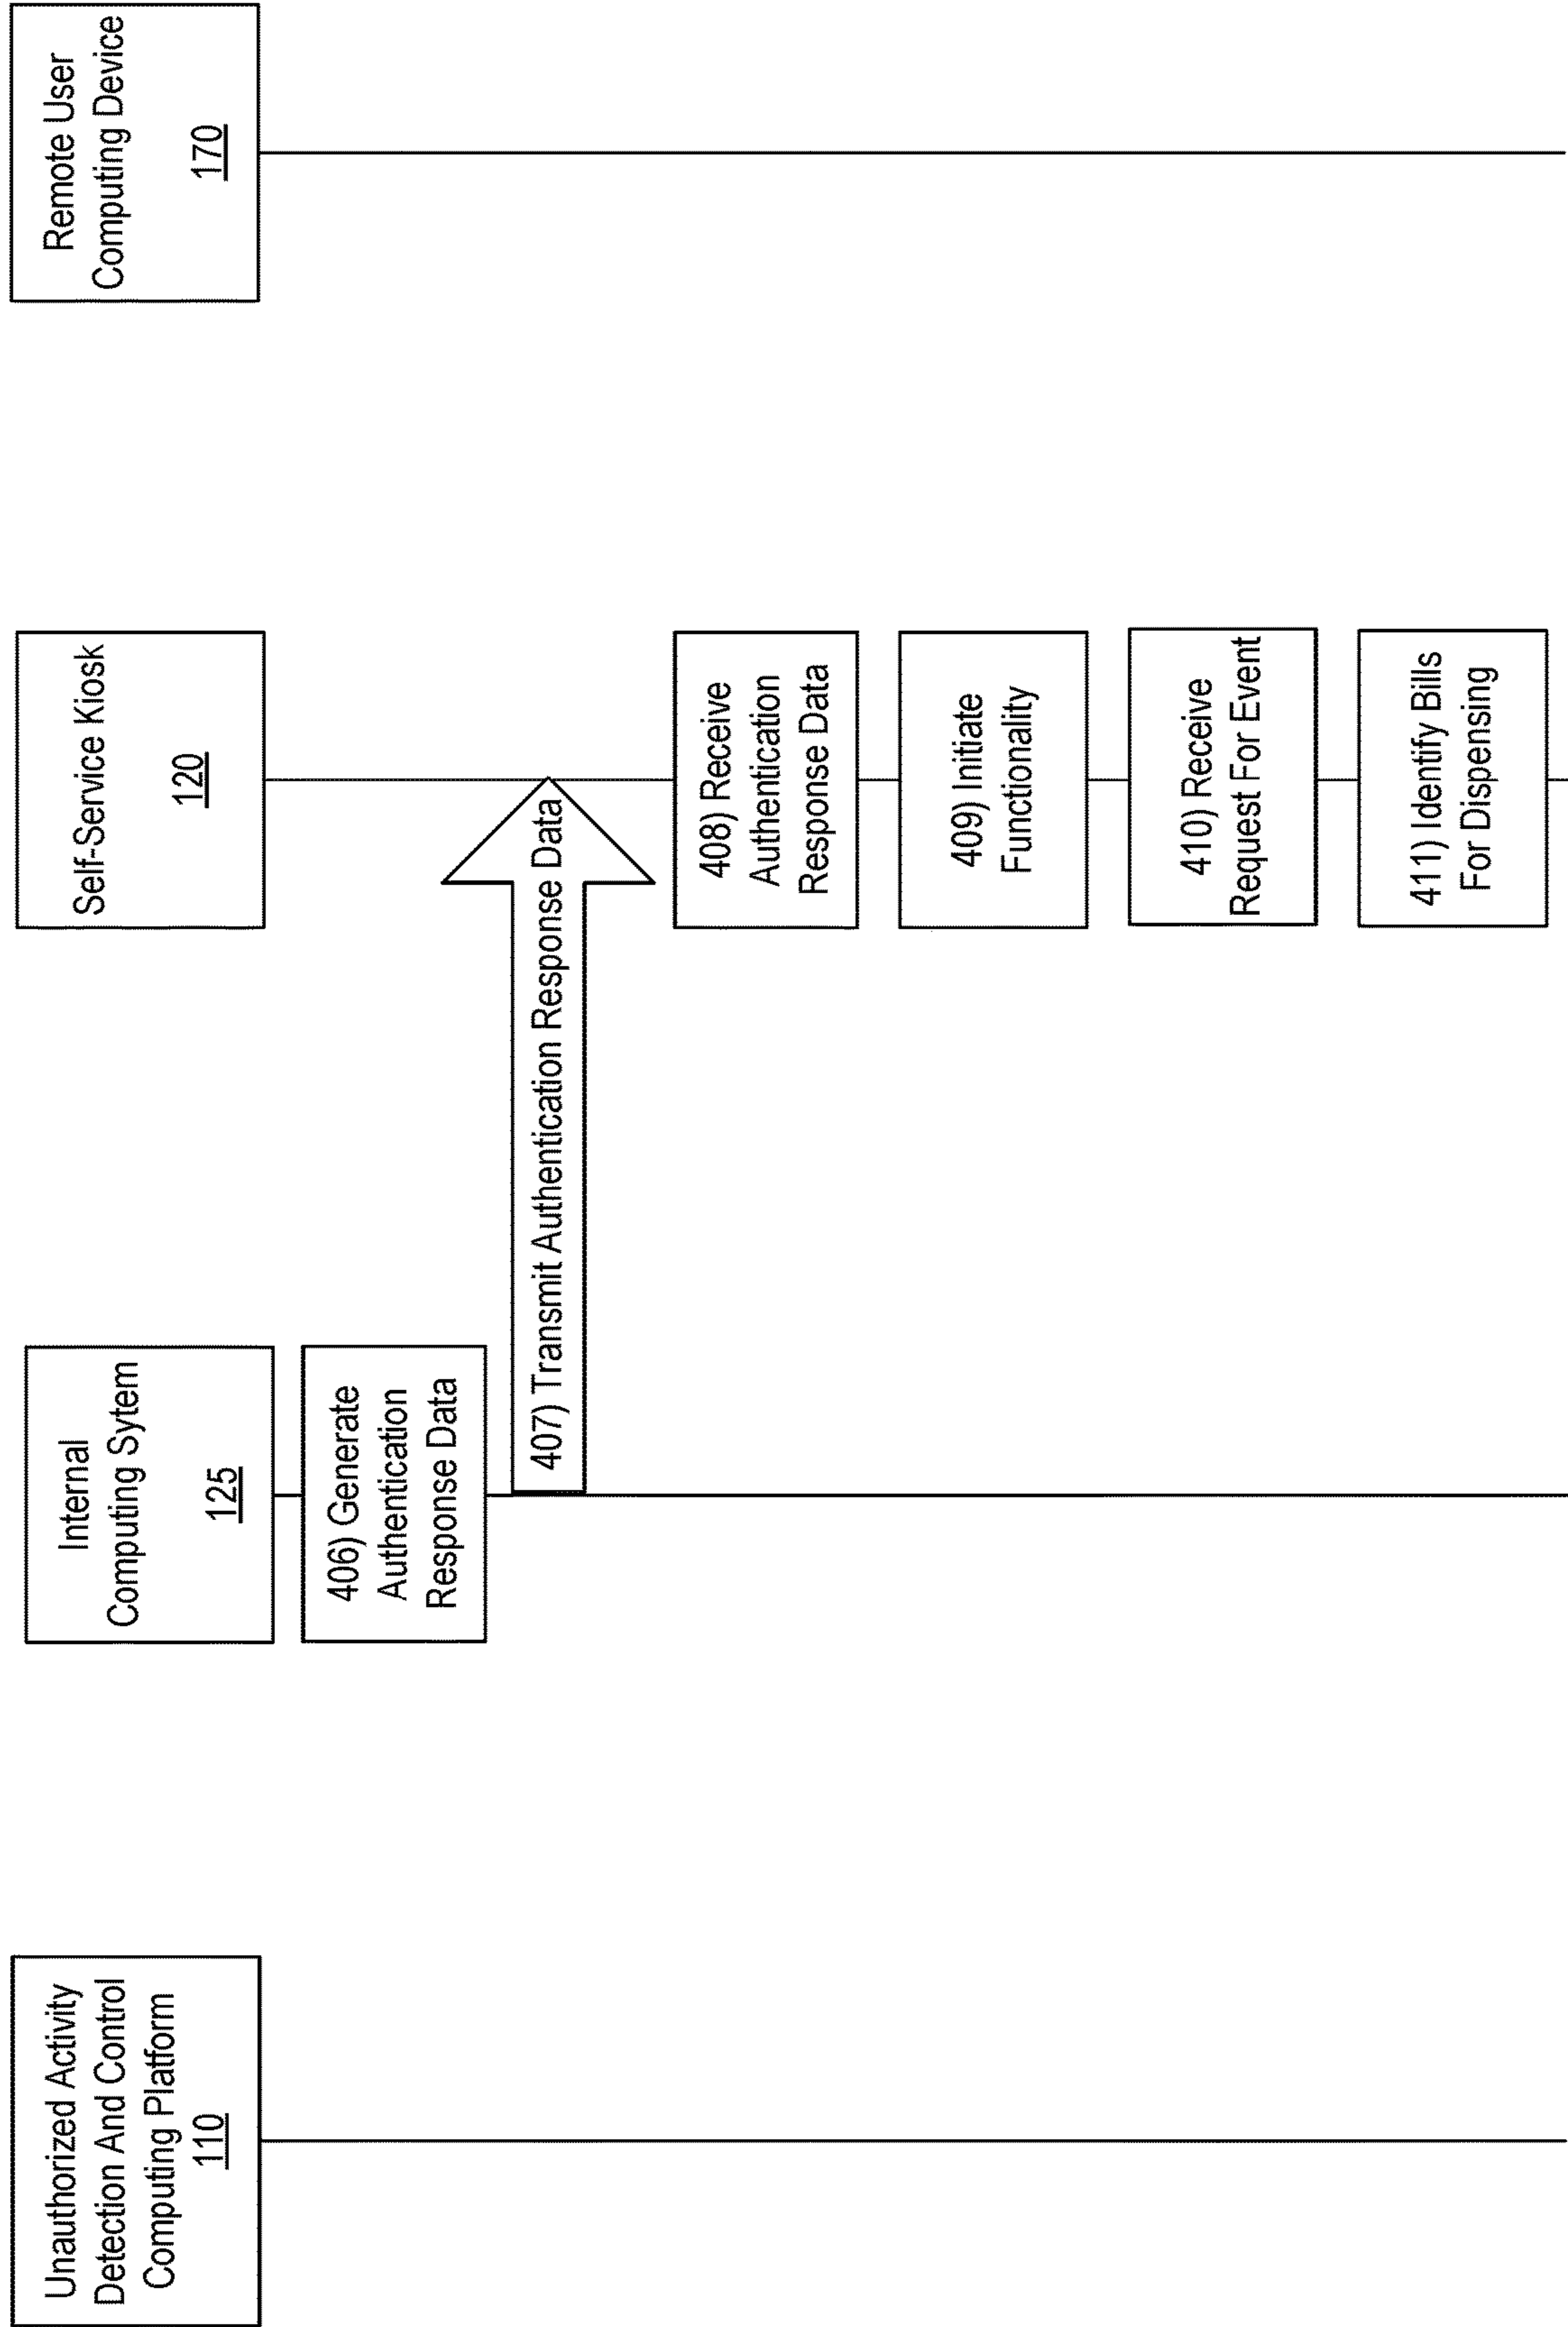 Unauthorized Activity
Detection And Control
Computing Platform
110
Internal
Computing Sytem
125
Self-Service Kiosk
120
Remote User
Computing Device
170
406) Generate
Authentication
Response Data
407) Transmit Authentication Response Data
408) Receive
Authentication
Response Data
409) Initiate
Functionality
410) Receive
Request For Event
411) Identify Bills
For Dispensing